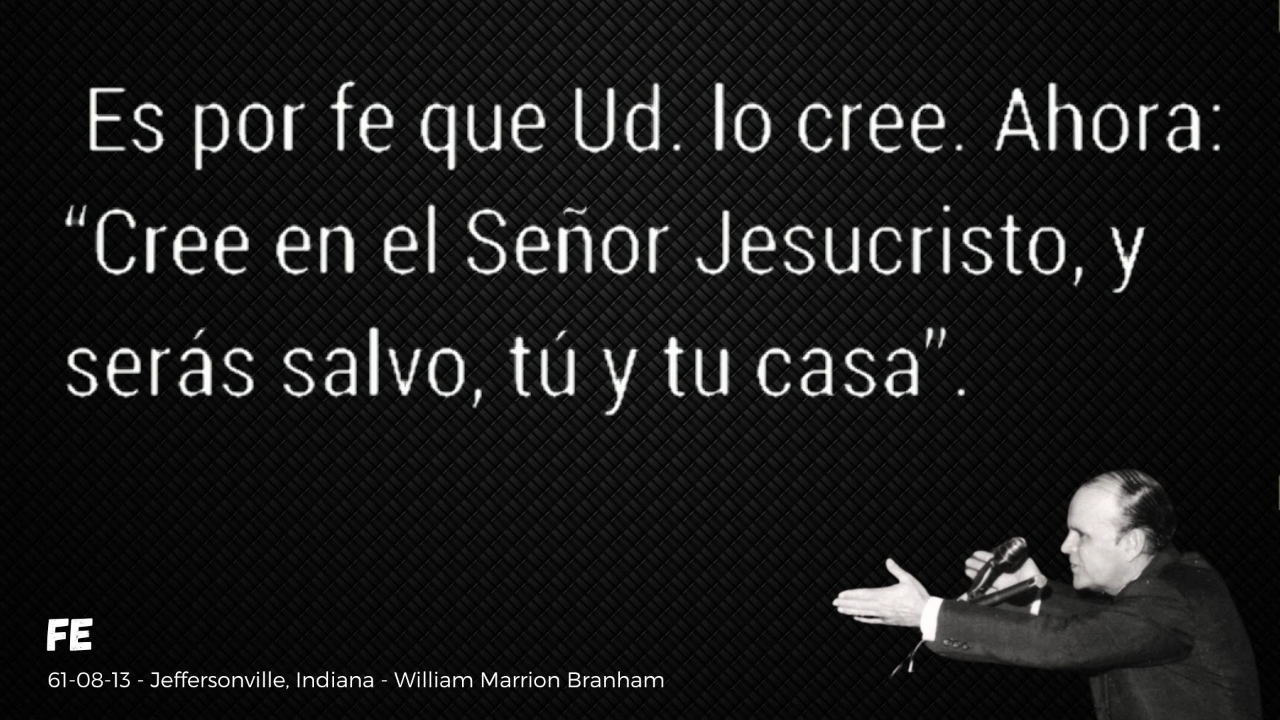 Es por fe que Ud. lo cree. Ahora:
“Cree en el Señor Jesucristo, y
serás salvo, tú y tu casa”.
FE
61-08-13 - Jeffersonville, Indiana - William Marrion Branham